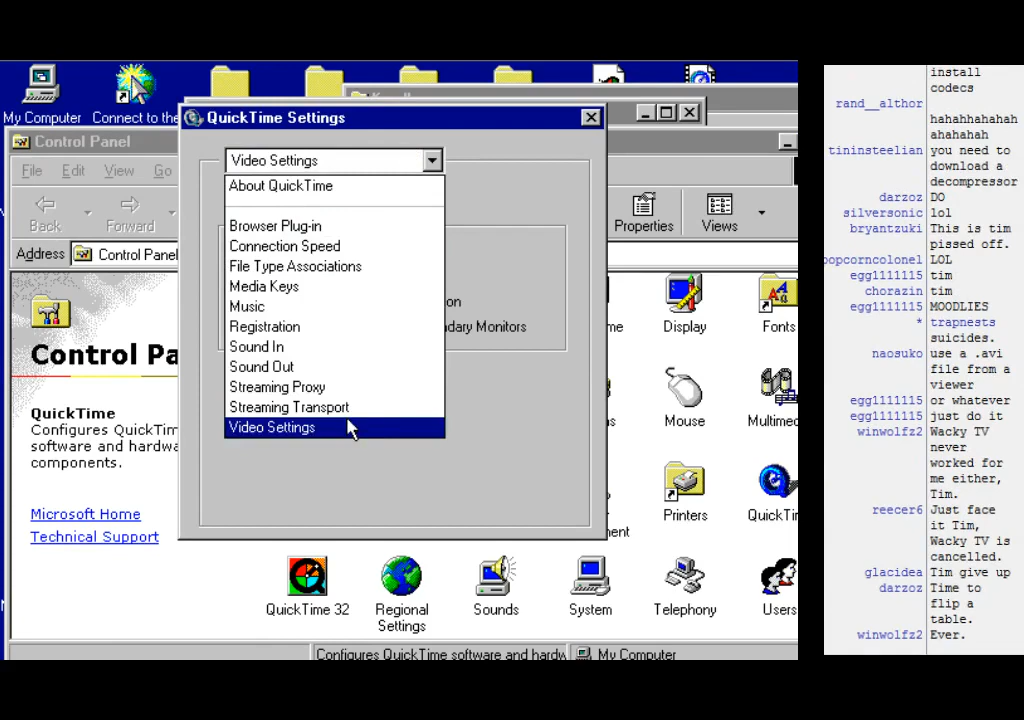 My Computer
Connect to the
QuickTime Settings
Control Panel
File Edit View Go
Back
Forward
Properties
Views
Address
Control Panel
Video Settings
About QuickTime
Browser Plug-in
Connection Speed
File Type Associations
Media Keys
Music
Registration
Sound In
Sound Out
Streaming Proxy
Streaming Transport
Video Settings
on
ndary Monitors
Control Pa
QuickTime
Configures QuickTim
software and hardwa
components.
Microsoft Home
Technical Support
me
Display
Fonts
Mouse
Multimed
Printers
QuickTim
ment
QuickTime 32
Regional
Settings
Sounds
System
Telephony
Users
Configures QuickTime software and hardw
My Computer
install
codecs
rand__althor
hahahhahahah
ahahahah
tininsteelian you need to
download a
decompressor
darzoz DO
silversonic lol
bryantzuki This is tim
pissed off.
popcorncolonel LOL
egg1111115 tim
chorazin tim
egg1111115 MOODLIES
* trapnests
suicides.
naosuko use a .avi
file from a
viewer
egg1111115 or whatever
egg1111115 just do it
winwolfz2 Wacky TV
never
worked for
me either,
Tim.
reecer6 Just face
it Tim,
Wacky TV is
cancelled.
glacidea Tim give up
darzoz Time to
flip a
table.
winwolfz2 Ever.